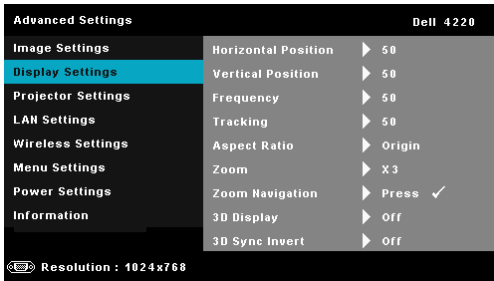 Advanced Settings Dell 4220
Image Settings Horizontal Position 50
Display Settings Vertical Position 50
Projector Settings Frequency 50
LAN Settings Tracking 50
Wireless Settings Aspect Ratio Origin
Menu Settings Zoom X3
Power Settings Zoom Navigation Press ✓
Information 3D Display Off
3D Sync Invert Off
Resolution : 1024x768